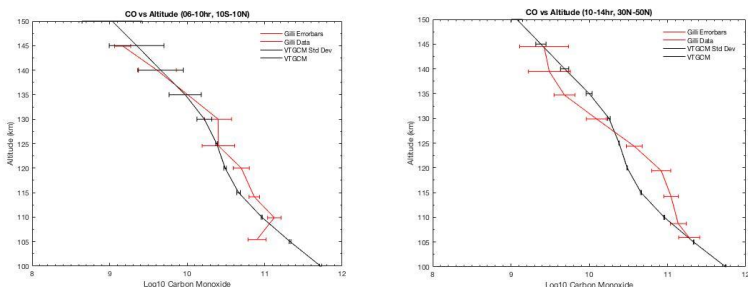 CO vs Altitude (06-10hr, 10S-10N)
150
145
140
135
130
125
120
115
110
105
100
Altitude (km)
Gilli Errorbars
Gilli Data
VTGCM Std Dev
VTGCM
8
9
10
11
12
Log10 Carbon Monoxide
CO vs Altitude (10-14hr, 30N-50N)
150
145
140
135
130
125
120
115
110
105
100
Altitude (km)
Gilli Errorbars
Gilli Data
VTGCM Std Dev
VTGCM
8
9
10
11
12
Log10 Carbon Monoxide